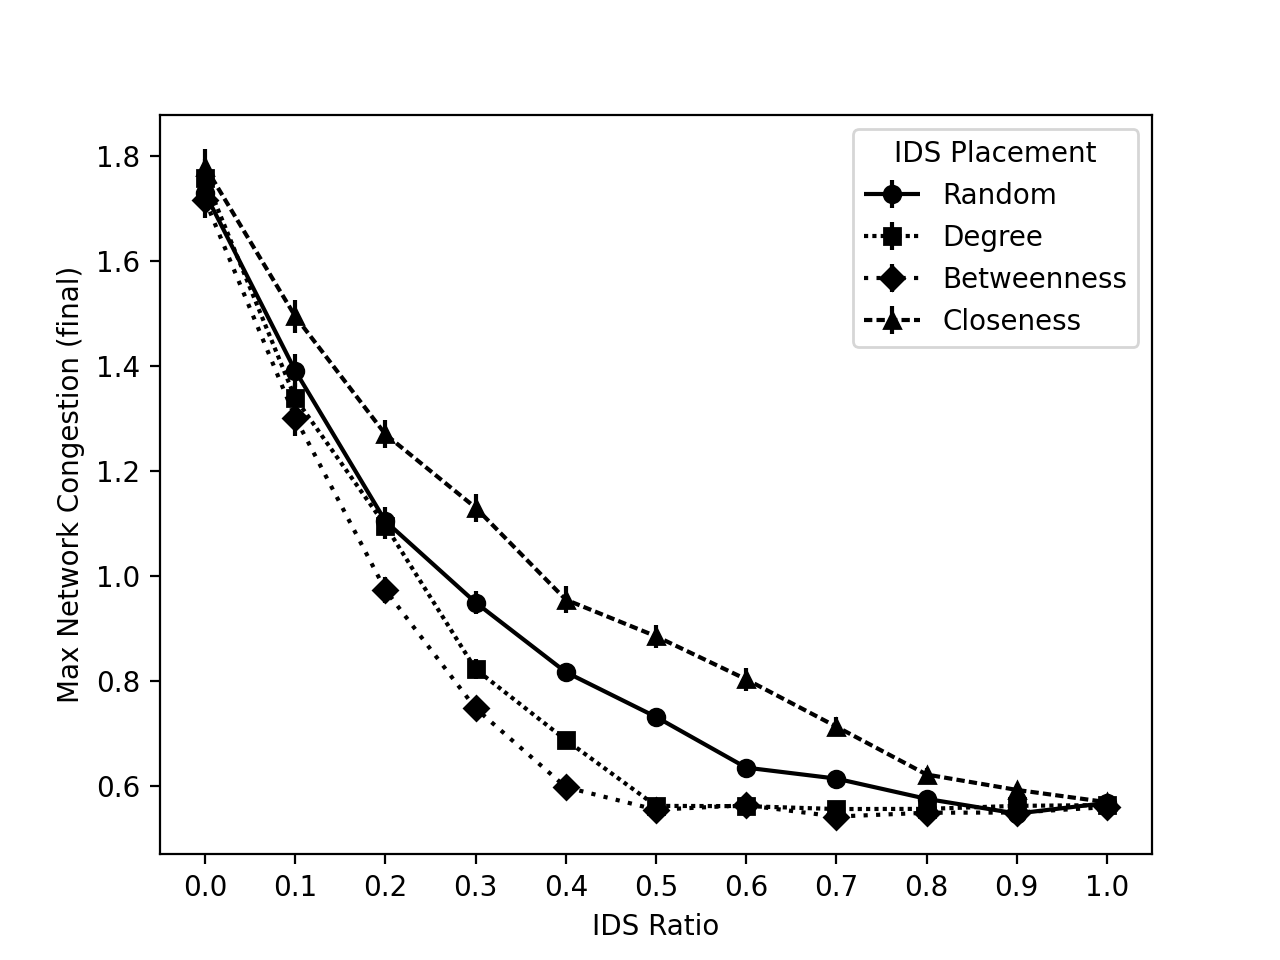 IDS Placement
Random
Degree
Betweenness
Closeness
Max Network Congestion (final)
1.8
1.6
1.4
1.2
1.0
0.8
0.6
0.0 0.1 0.2 0.3 0.4 0.5 0.6 0.7 0.8 0.9 1.0
IDS Ratio